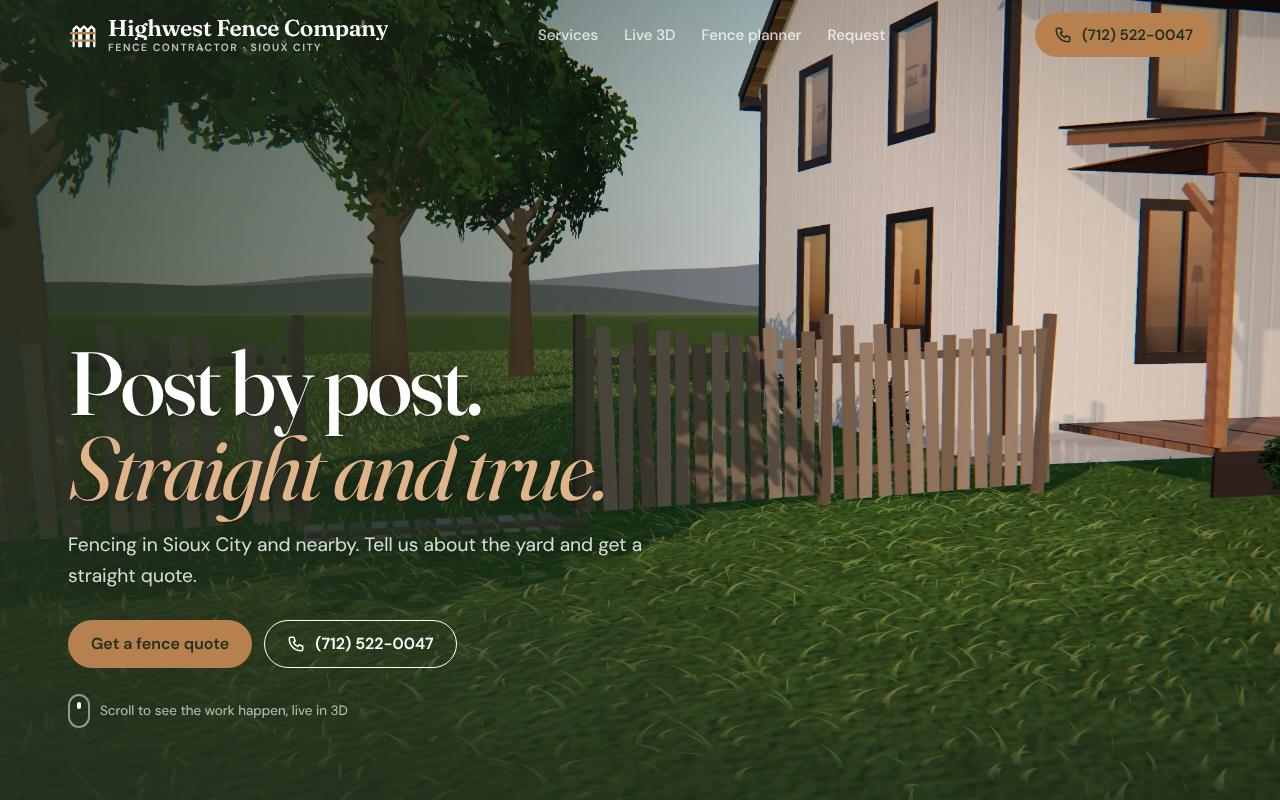 Highwest Fence Company
FENCE CONTRACTOR · SIOUX CITY
Services
Live 3D
Fence planner
Request
(712) 522-0047
Post by post.
Straight and true.
Fencing in Sioux City and nearby. Tell us about the yard and get a
straight quote.
Get a fence quote
(712) 522-0047
Scroll to see the work happen, live in 3D